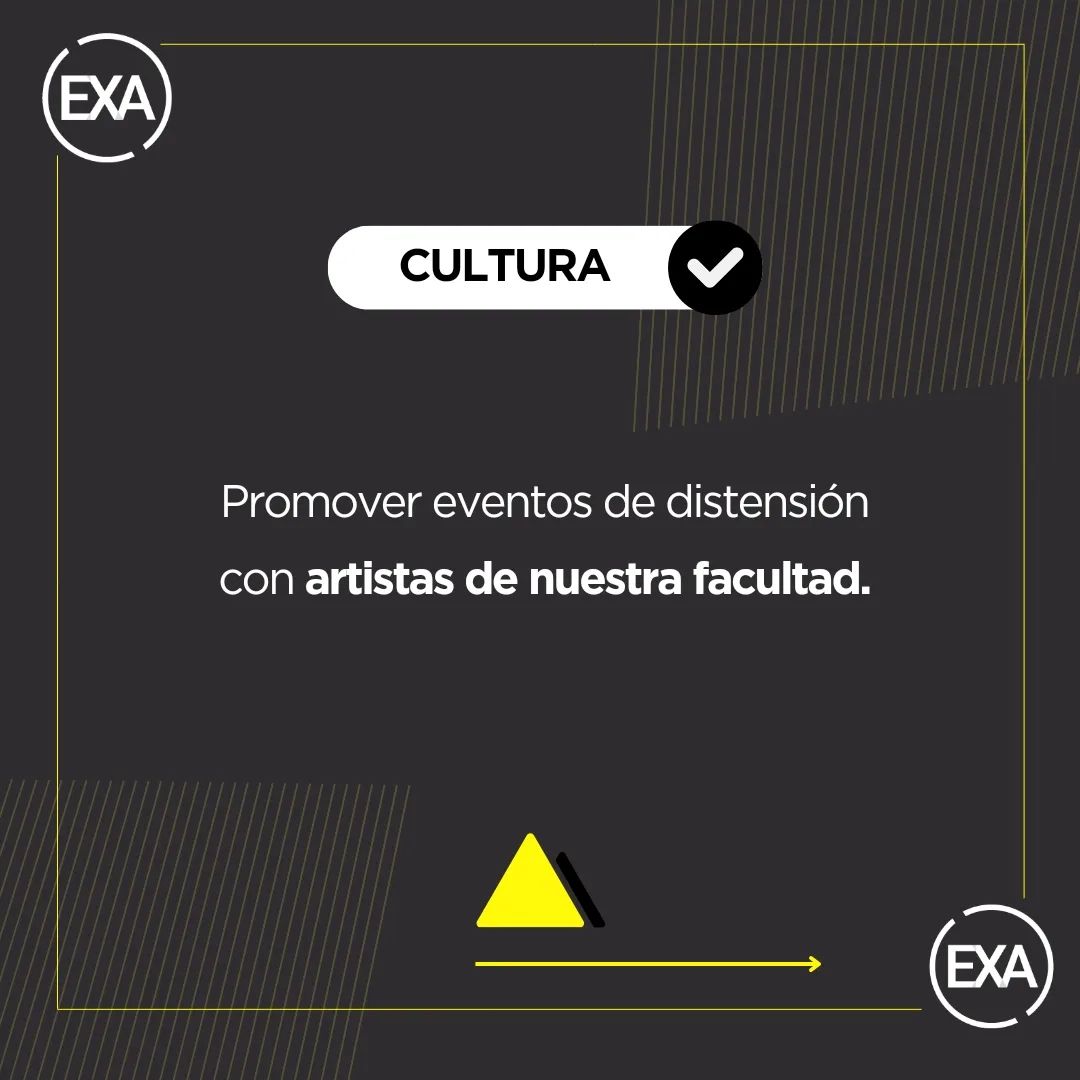 EXA
CULTURA
Promover eventos de distensión
con artistas de nuestra facultad.
EXA